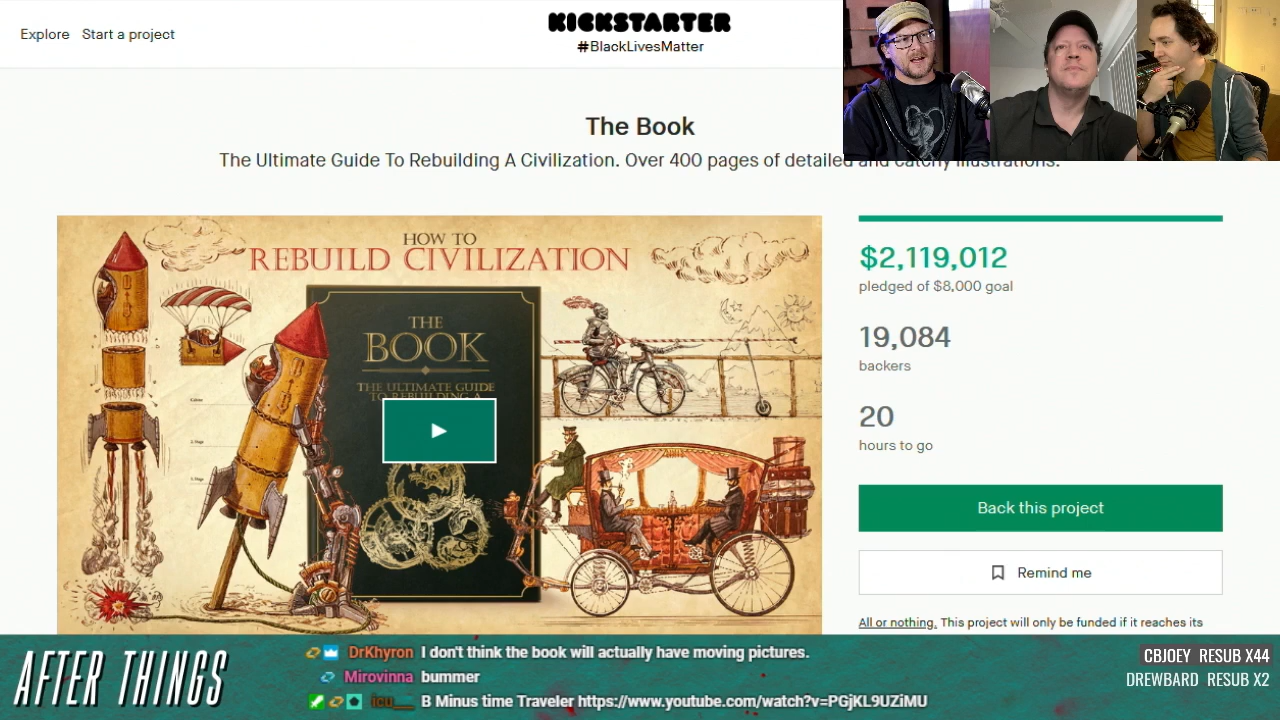 Explore Start a project
KICKSTARTER
#BlackLivesMatter
The Book
The Ultimate Guide To Rebuilding A Civilization. Over 400 pages of detailed and catchy illustrations.
HOW TO
REBUILD CIVILIZATION
THE
BOOK
THE ULTIMATE GUIDE
TO REBUILDING A
$2,119,012
pledged of $8,000 goal
19,084
backers
20
hours to go
Back this project
Remind me
All or nothing. This project will only be funded if it reaches its
AFTER THINGS
DrKhyron I don't think the book will actually have moving pictures.
Mirovinna bummer
icu__ B Minus time Traveler https://www.youtube.com/watch?v=PGjKL9UZiMU
CBJOEY RESUB X44
DREWBARD RESUB X2